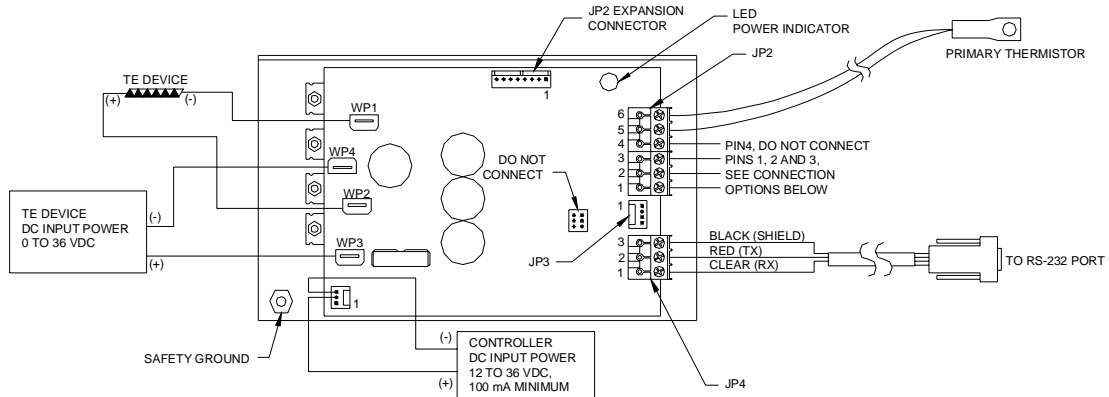 JP2 EXPANSION
CONNECTOR
LED
POWER INDICATOR
JP2
PRIMARY THERMISTOR
TE DEVICE
(+)
(-)
1
WP1
WP4
WP2
WP3
6
5
4
3
2
1
PIN4, DO NOT CONNECT
PINS 1, 2 AND 3,
SEE CONNECTION
OPTIONS BELOW
DO NOT
CONNECT
TE DEVICE
DC INPUT POWER
0 TO 36 VDC
(-)
(+)
1
JP3
3
2
1
BLACK (SHIELD)
RED (TX)
CLEAR (RX)
TO RS-232 PORT
1
SAFETY GROUND
(-)
(+)
CONTROLLER
DC INPUT POWER
12 TO 36 VDC,
100 mA MINIMUM
JP4